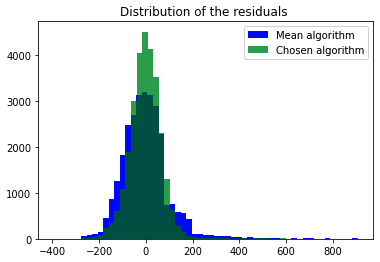 Distribution of the residuals
Mean algorithm
Chosen algorithm
4000
3000
2000
1000
0
−400 −200 0 200 400 600 800